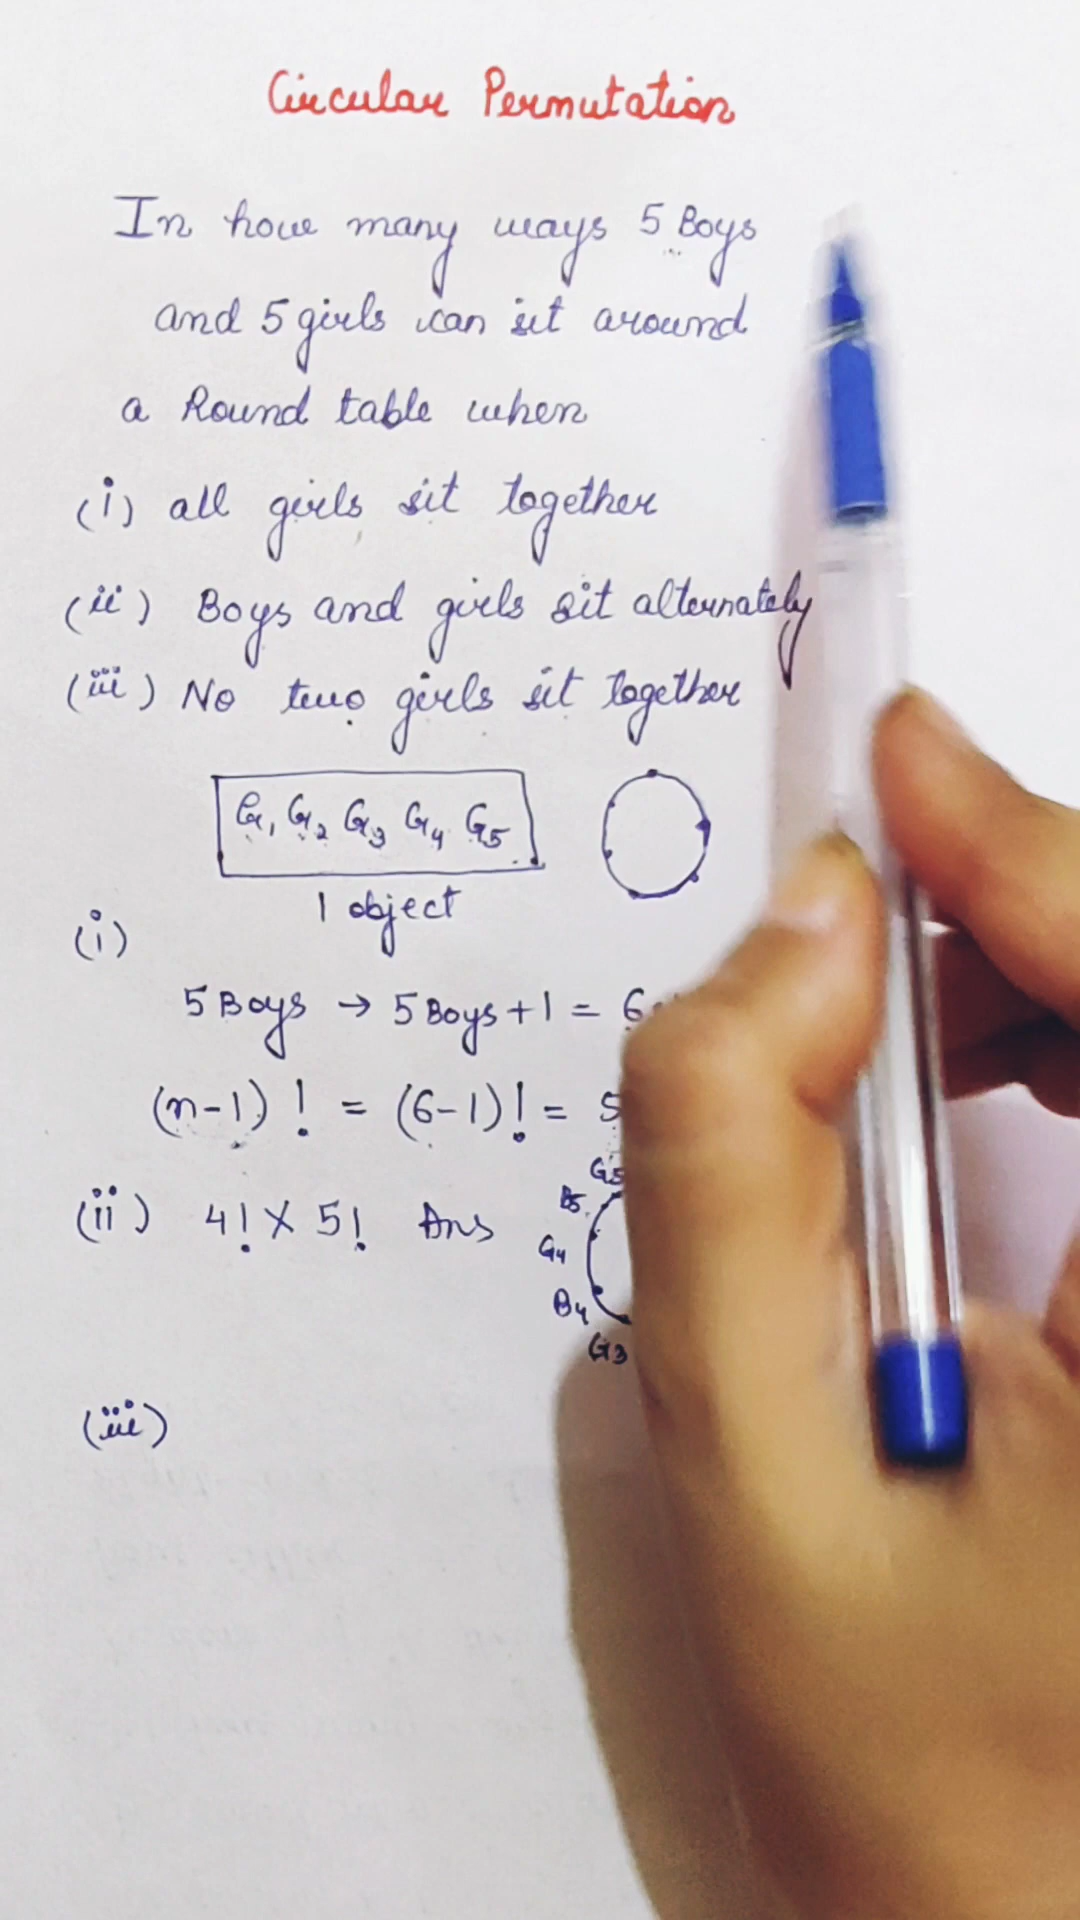 Circular Permutation
In how many ways 5 Boys
and 5 girls can sit around
a Round table when
(i) all girls sit together
(ii) Boys and girls sit alternately
(iii) No two girls sit together
G1 G2 G3 G4 G5
1 object
(i)
5 Boys → 5 Boys + 1 = 6
(n-1)! = (6-1)! = 5
(ii) 4! X 5! Ans
G5
B5
G4
B4
G3
(iii)